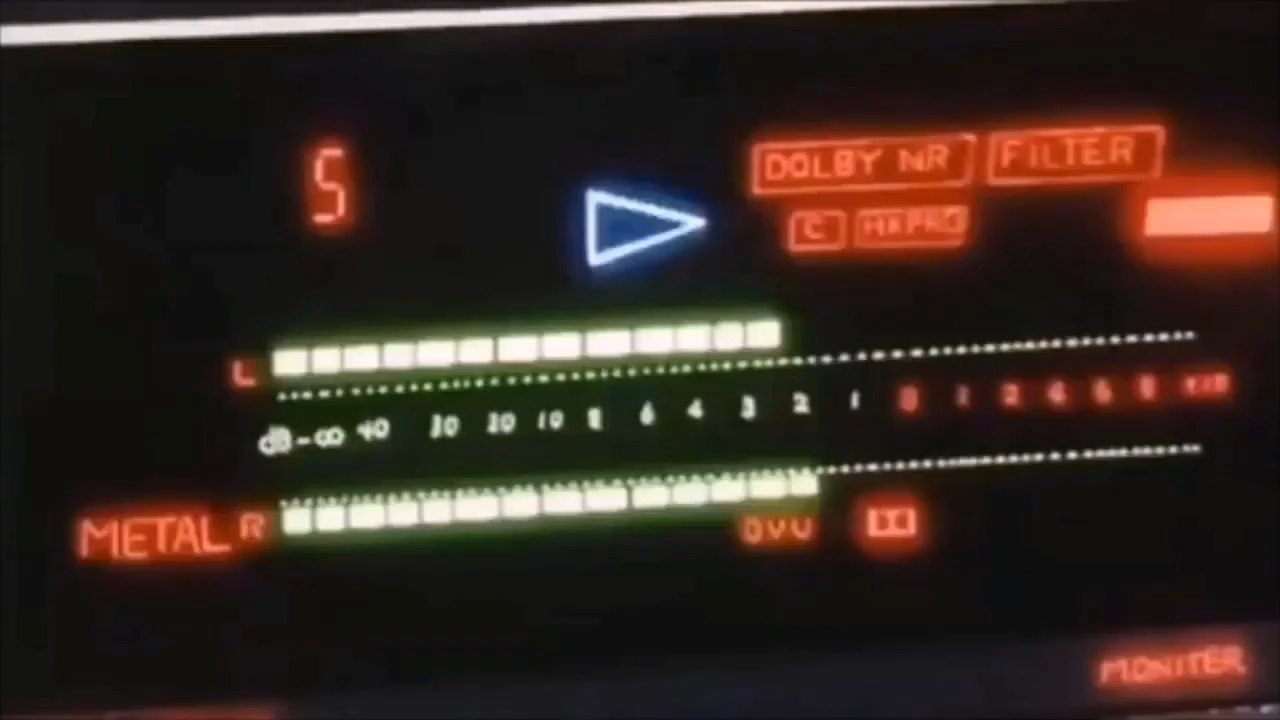 5
DOLBY NR FILTER
C HXPRO
L
dB -∞ 40 30 20 10 8 6 4 3 2 1 0 1 2 4 6 8
METAL R
MONITER